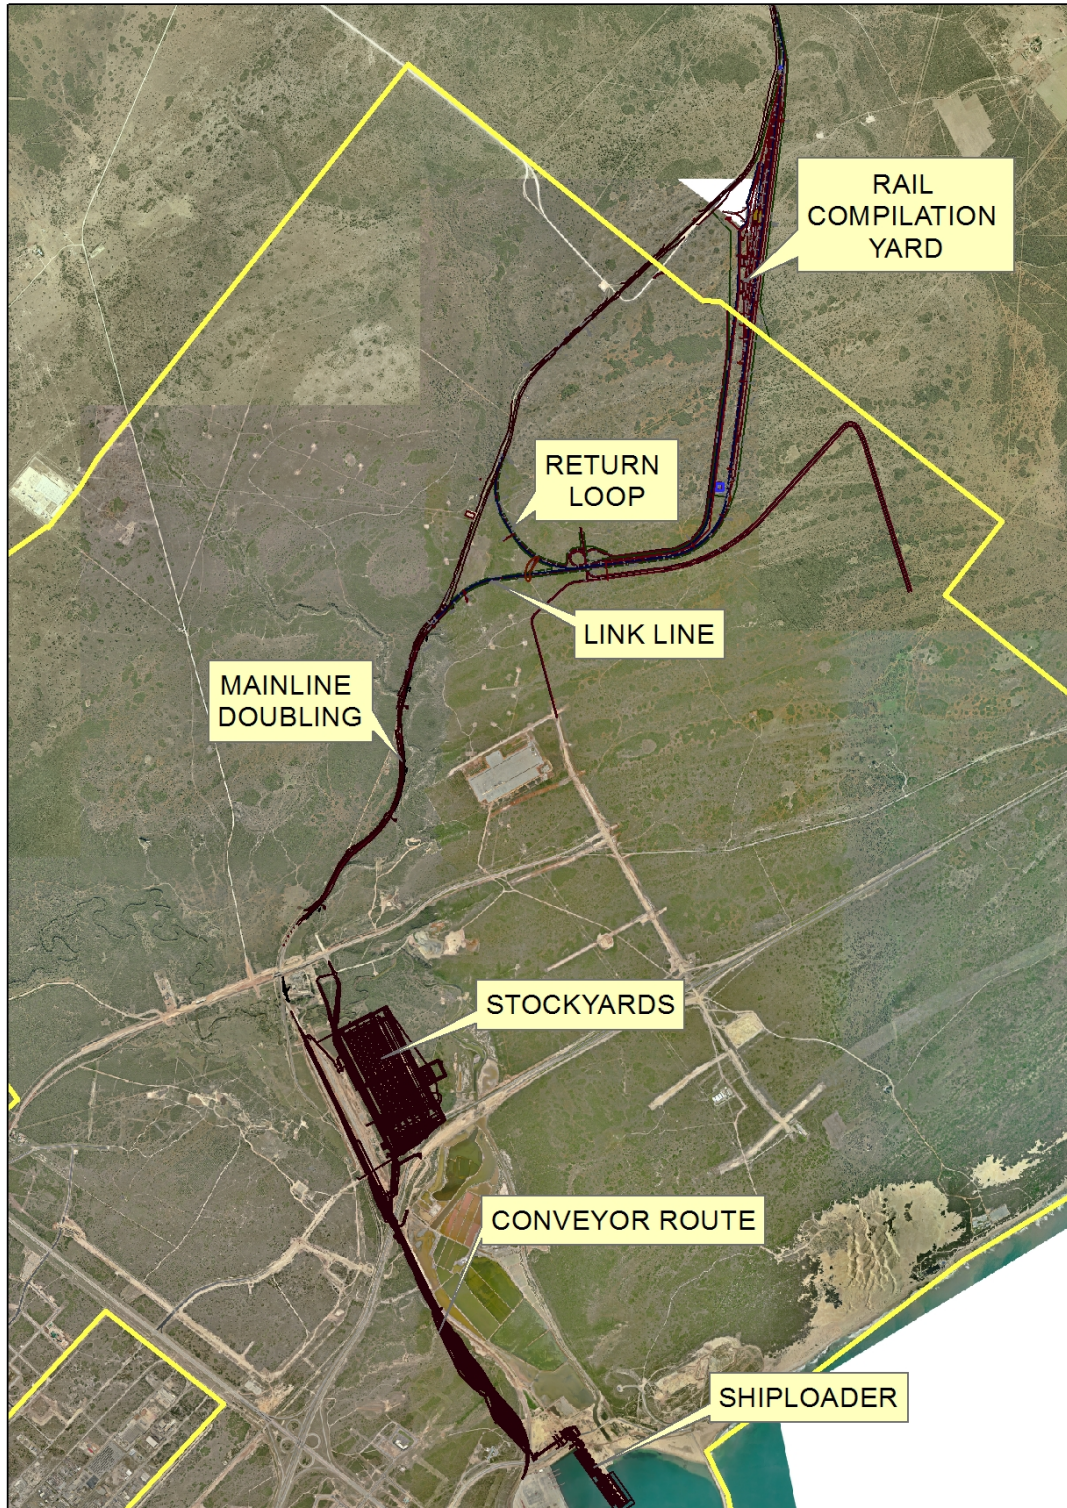 RAIL
COMPILATION
YARD
RETURN
LOOP
LINK LINE
MAINLINE
DOUBLING
STOCKYARDS
CONVEYOR ROUTE
SHIPLOADER